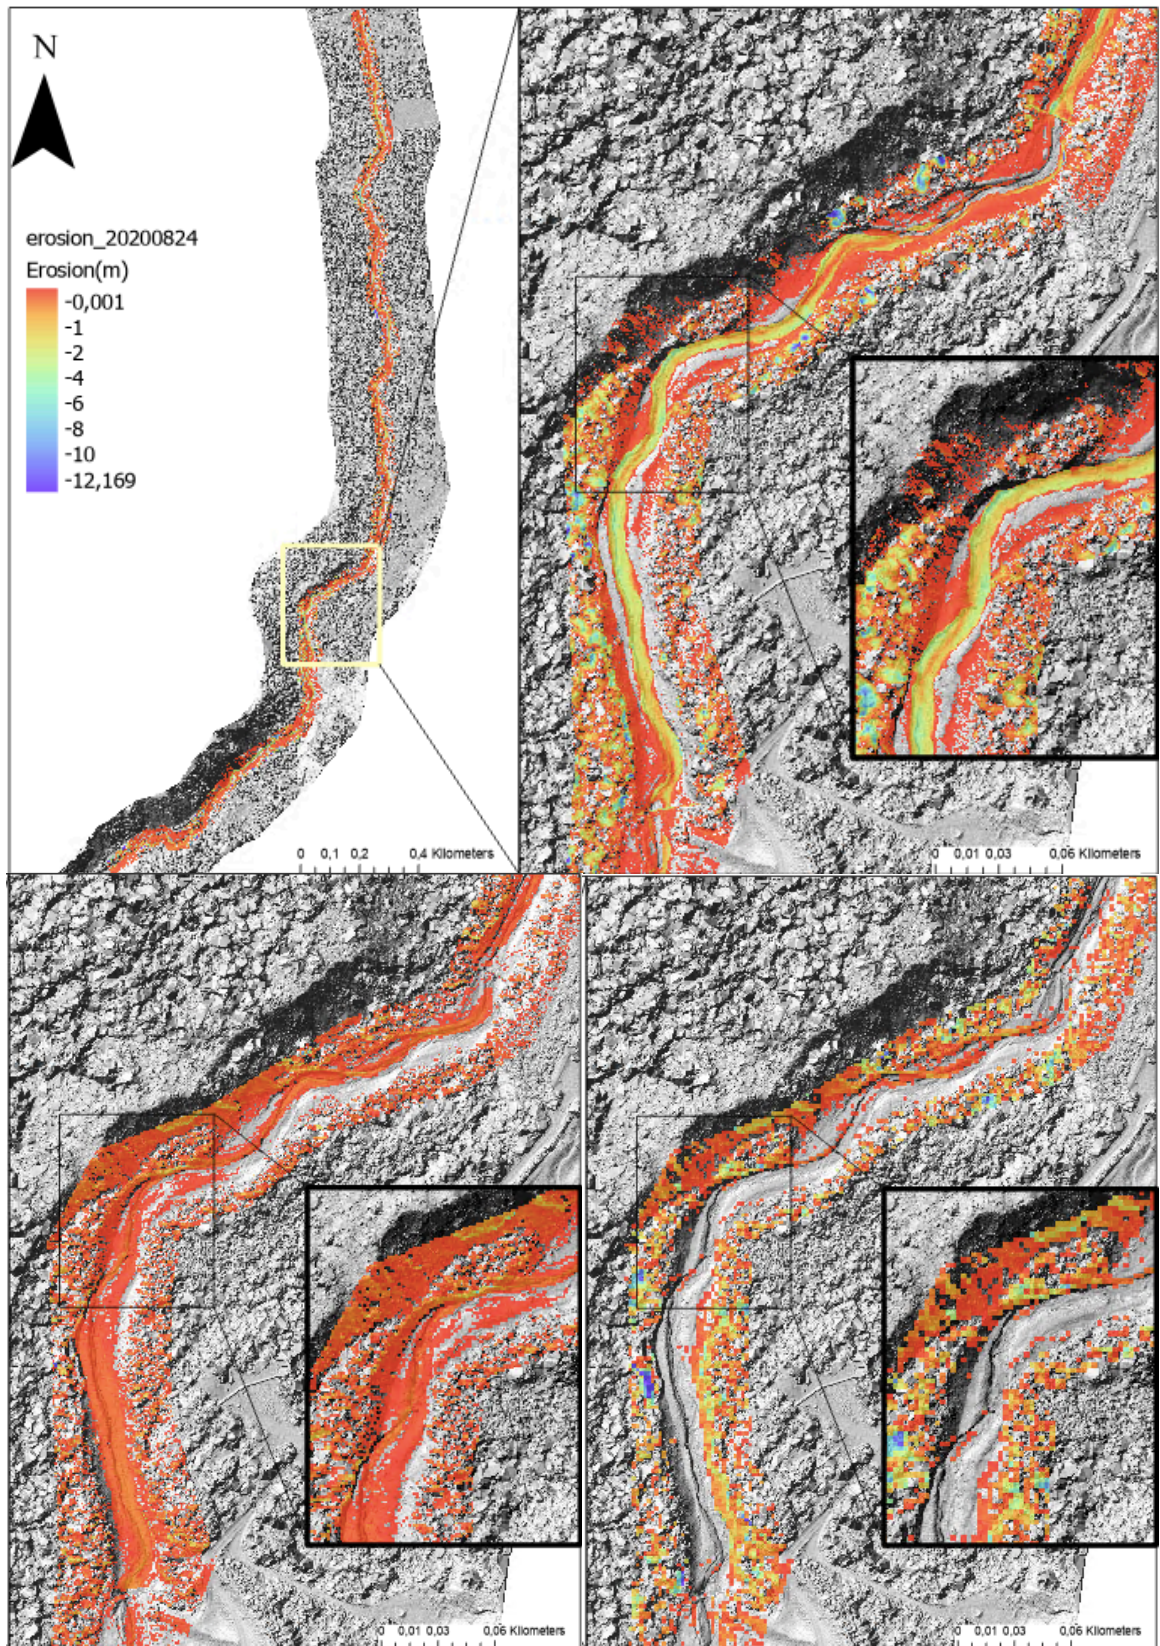 N
erosion_20200824
Erosion(m)
-0,001
-1
-2
-4
-6
-8
-10
-12,169
0 0,1 0,2 0,4 Kilometers
0 0,01 0,03 0,06 Kilometers
0 0,01 0,03 0,06 Kilometers
0 0,01 0,03 0,06 Kilometers